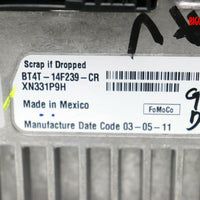 Scrap if Dropped
BT4T-14F239-CR
XN331P9H
Made in Mexico
FoMoCo
Manufacture Date Code 03-05-11